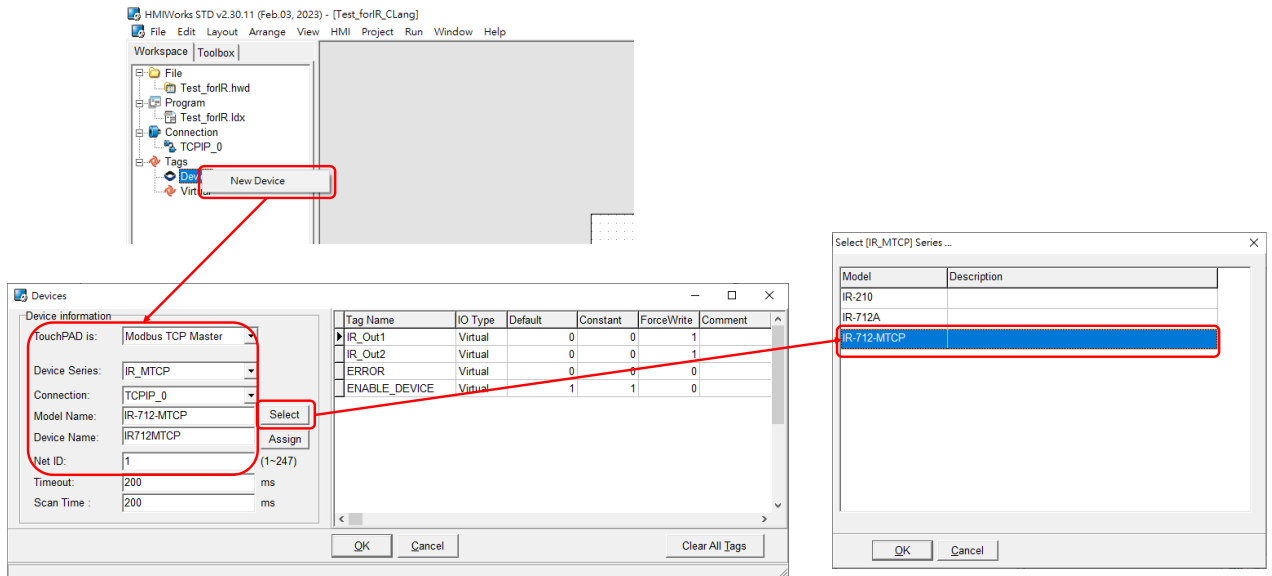 HMIWorks STD v2.30.11 (Feb.03, 2023) - [Test_forIR_CLang]
File Edit Layout Arrange View HMI Project Run Window Help
Workspace Toolbox
File
Test_forIR.hwd
Program
Test_forIR.ldx
Connection
TCPIP_0
Tags
New Device
Devices
Device information
TouchPAD is: Modbus TCP Master
Device Series: IR_MTCP
Connection: TCPIP_0
Model Name: IR-712-MTCP Select
Device Name: IR712MTCP Assign
Net ID: 1 (1~247)
Timeout: 200 ms
Scan Time : 200 ms
Tag Name IO Type Default Constant ForceWrite Comment
IR_Out1 Virtual 0 0 1
IR_Out2 Virtual 0 0 1
ERROR Virtual 0 0 0
ENABLE_DEVICE Virtual 1 1 0
OK Cancel Clear All Tags
Select [IR_MTCP] Series ...
Model Description
IR-210
IR-712A
IR-712-MTCP
OK Cancel